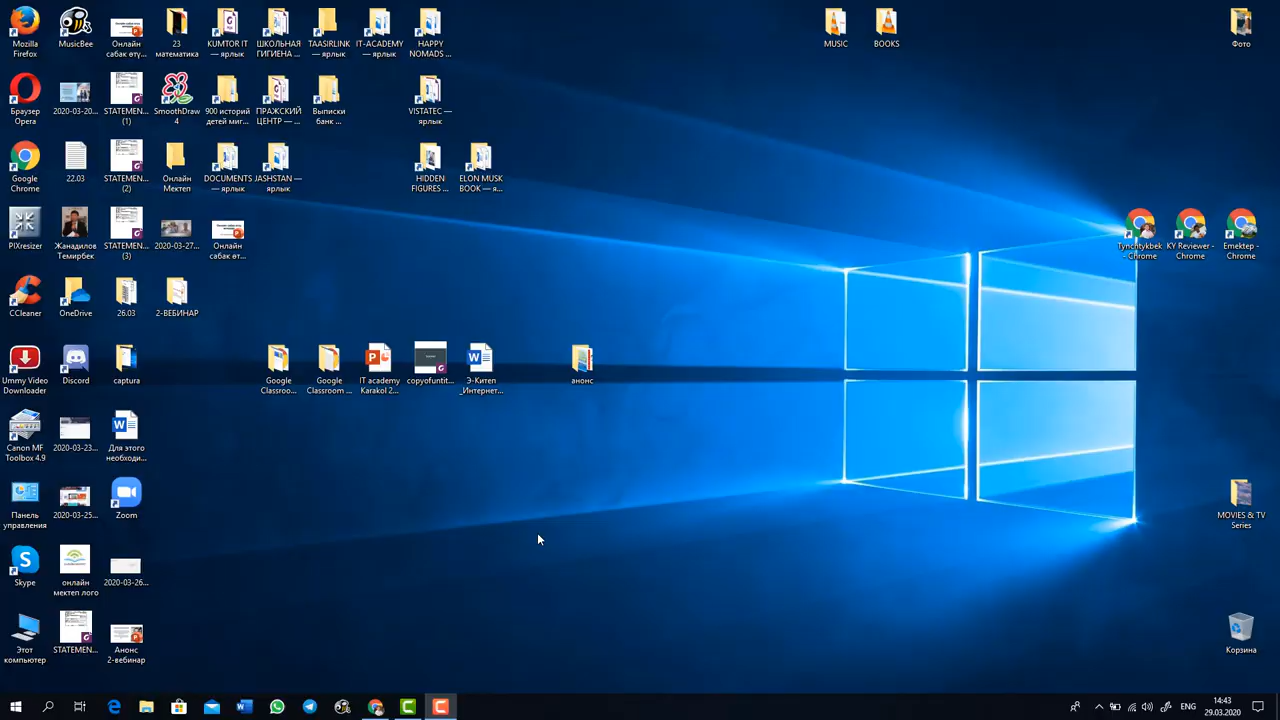 Mozilla
Firefox
MusicBee
Онлайн
сабак өтү...
23
математика
KUMTOR IT
— ярлык
ШКОЛЬНАЯ
ГИГИЕНА ...
TAASIRLINK
— ярлык
IT-ACADEMY
— ярлык
HAPPY
NOMADS ...
MUSIC
BOOKS
Фото
Браузер
Opera
2020-03-20...
STATEMEN...
(1)
SmoothDraw
4
900 историй
детей миг...
ПРАЖСКИЙ
ЦЕНТР — ...
Выписки
банк ...
VISTATEC —
ярлык
Google
Chrome
22.03
STATEMEN...
(2)
Онлайн
Мектеп
DOCUMENTS
— ярлык
JASHSTAN —
ярлык
HIDDEN
FIGURES ...
ELON MUSK
BOOK — я...
PIXresizer
Жанадилов
Темирбек
STATEMEN...
(3)
2020-03-27...
Онлайн
сабак өт...
Tynchtykbek
- Chrome
KY Reviewer -
Chrome
Emektep -
Chrome
CCleaner
OneDrive
26.03
2-ВЕБИНАР
Ummy Video
Downloader
Discord
captura
Google
Classroo...
Google
Classroom ...
IT academy
Karakol 2...
copyofuntit...
Э-Китеп
_Интернет...
анонс
Canon MF
Toolbox 4.9
2020-03-23...
Для этого
необходи...
Панель
управления
2020-03-25...
Zoom
MOVIES & TV
Series
Skype
онлайн
мектеп лого
2020-03-26...
Этот
компьютер
STATEMEN...
Анонс
2-вебинар
Корзина
ENG
14:43
29.03.2020